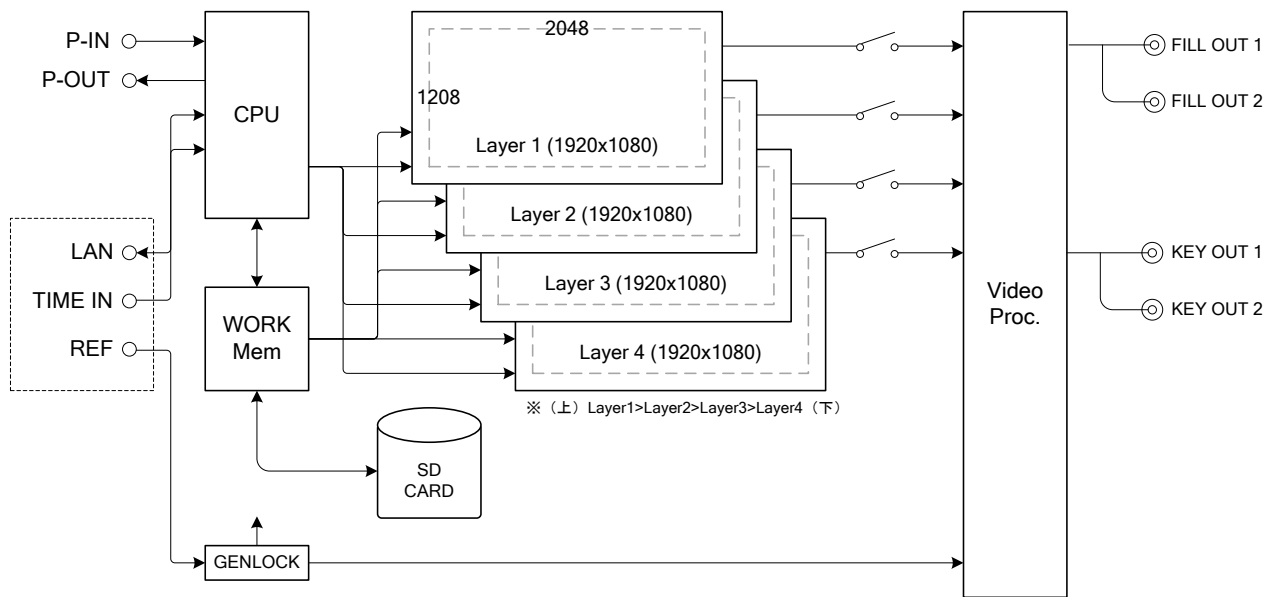 P-IN
P-OUT
LAN
TIME IN
REF
CPU
WORK
Mem
GENLOCK
SD
CARD
2048
1208
Layer 1 (1920x1080)
Layer 2 (1920x1080)
Layer 3 (1920x1080)
Layer 4 (1920x1080)
※（上）Layer1>Layer2>Layer3>Layer4（下）
Video
Proc.
FILL OUT 1
FILL OUT 2
KEY OUT 1
KEY OUT 2